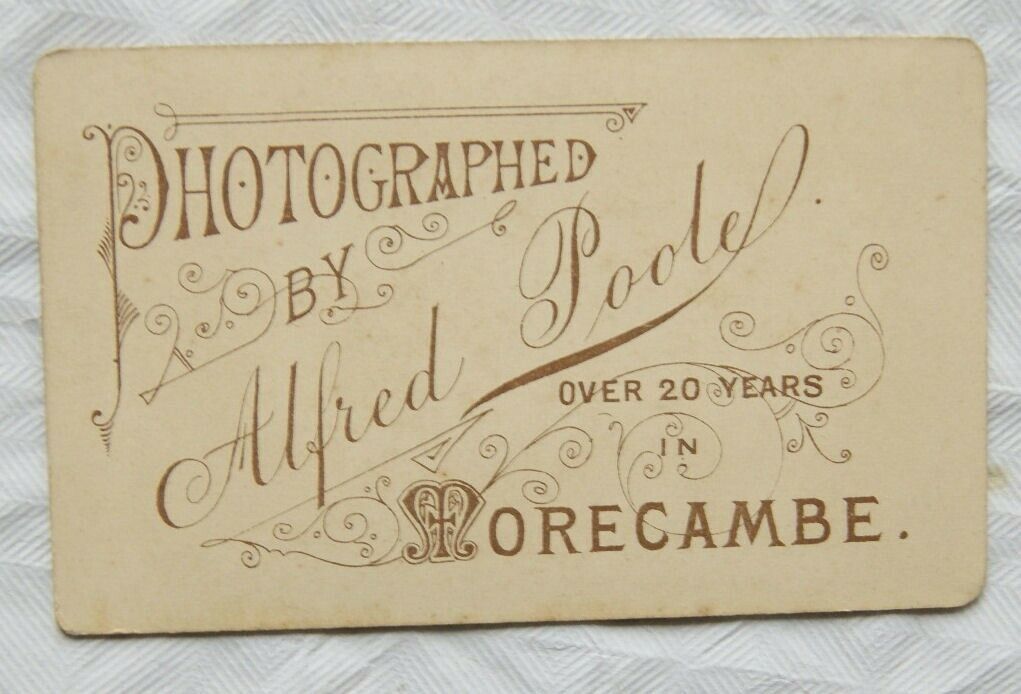 PHOTOGRAPHED
BY
Alfred Poole.
OVER 20 YEARS
IN
MORECAMBE.